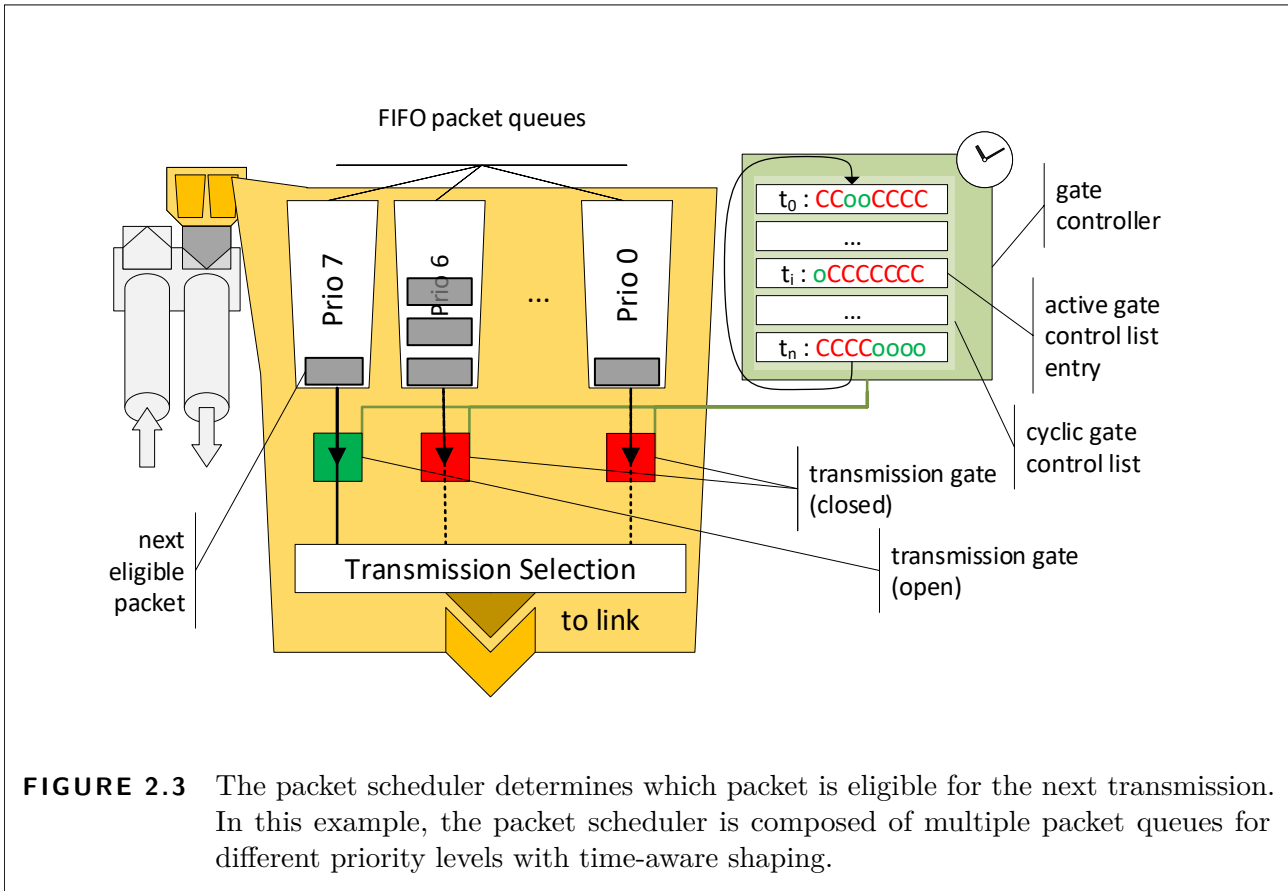 FIFO packet queues
Prio 7
Prio 6
...
Prio 0
t0 : CCooCCCC
...
ti : oCCCCCCC
...
tn : CCCCoooo
gate
controller
active gate
control list
entry
cyclic gate
control list
transmission gate
(closed)
transmission gate
(open)
next
eligible
packet
Transmission Selection
to link
FIGURE 2.3 The packet scheduler determines which packet is eligible for the next transmission.
In this example, the packet scheduler is composed of multiple packet queues for
different priority levels with time-aware shaping.